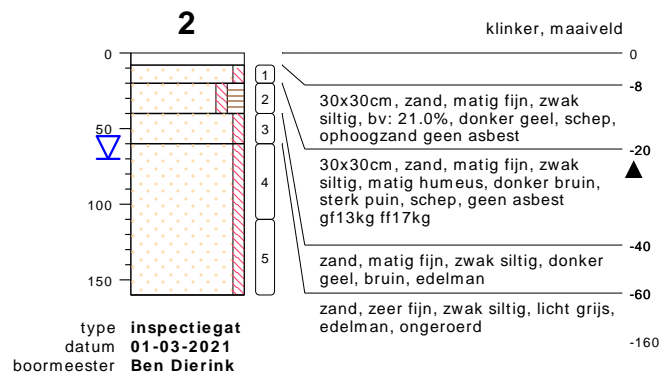 2
klinker, maaiveld
0
0
1
-8
30x30cm, zand, matig fijn, zwak
siltig, bv: 21.0%, donker geel, schep,
ophoogzand geen asbest
2
-20
30x30cm, zand, matig fijn, zwak
siltig, matig humeus, donker bruin,
sterk puin, schep, geen asbest
gf13kg ff17kg
50
3
4
100
-40
zand, matig fijn, zwak siltig, donker
geel, bruin, edelman
5
150
-60
zand, zeer fijn, zwak siltig, licht grijs,
edelman, ongeroerd
-160
type inspectiegat
datum 01-03-2021
boormeester Ben Dierink